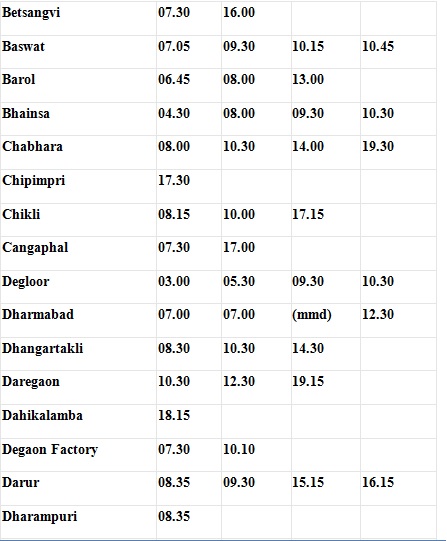 Betsangvi 07.30 16.00
Baswat 07.05 09.30 10.15 10.45
Barol 06.45 08.00 13.00
Bhainsa 04.30 08.00 09.30 10.30
Chabhara 08.00 10.30 14.00 19.30
Chipimpri 17.30
Chikli 08.15 10.00 17.15
Cangaphal 07.30 17.00
Degloor 03.00 05.30 09.30 10.30
Dharmabad 07.00 07.00 (mmd) 12.30
Dhangartakli 08.30 10.30 14.30
Daregaon 10.30 12.30 19.15
Dahikalamba 18.15
Degaon Factory 07.30 10.10
Darur 08.35 09.30 15.15 16.15
Dharampuri 08.35